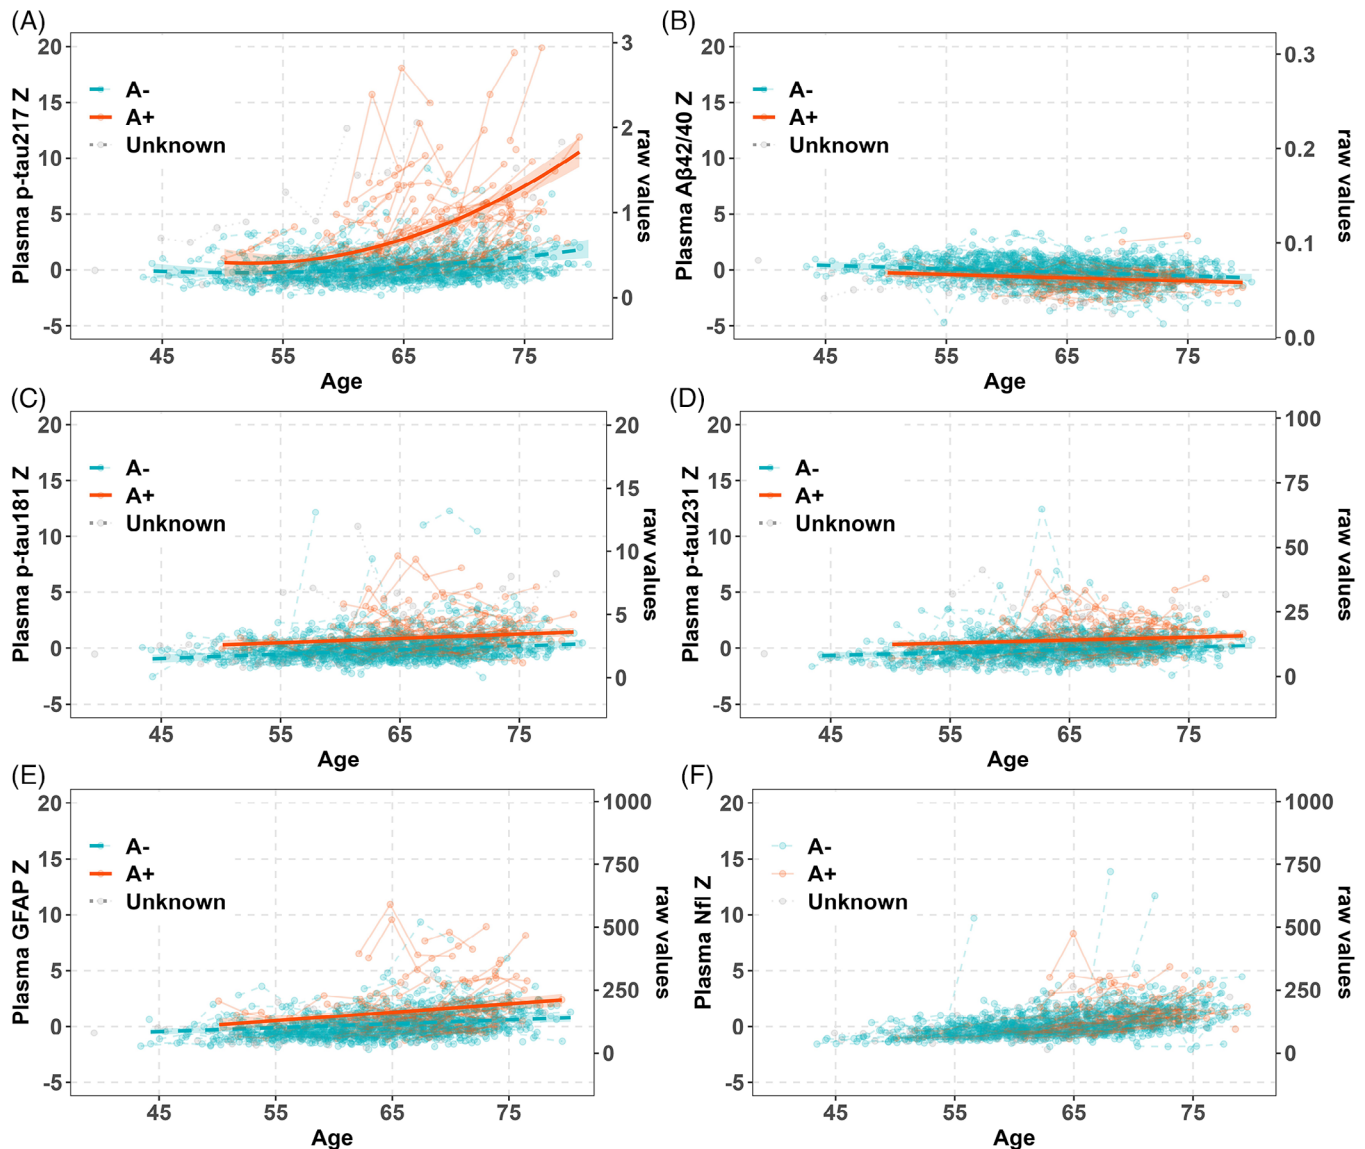 (A)
Plasma p-tau217 Z
20
15
10
5
0
-5
A-
A+
Unknown
3
2
1
0
raw values
45 55 65 75
Age
(B)
Plasma Aβ42/40 Z
20
15
10
5
0
-5
A-
A+
Unknown
0.3
0.2
0.1
0.0
raw values
45 55 65 75
Age
(C)
Plasma p-tau181 Z
20
15
10
5
0
-5
A-
A+
Unknown
20
15
10
5
0
raw values
45 55 65 75
Age
(D)
Plasma p-tau231 Z
20
15
10
5
0
-5
A-
A+
Unknown
100
75
50
25
0
raw values
45 55 65 75
Age
(E)
Plasma GFAP Z
20
15
10
5
0
-5
A-
A+
Unknown
1000
750
500
250
0
raw values
45 55 65 75
Age
(F)
Plasma Nfl Z
20
15
10
5
0
-5
A-
A+
Unknown
1000
750
500
250
0
raw values
45 55 65 75
Age